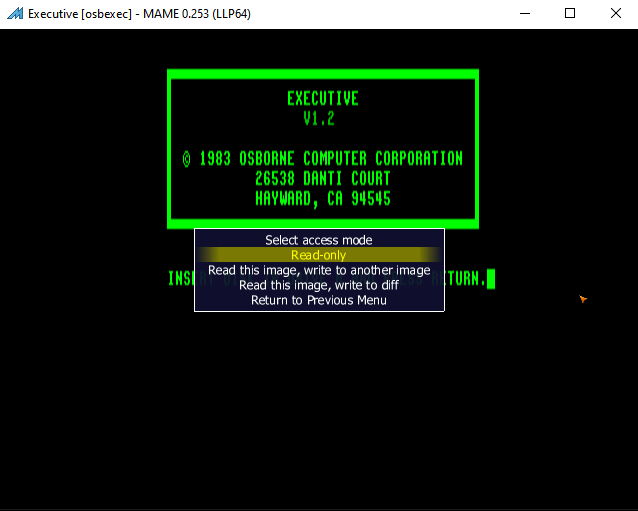 Executive [osbexec] - MAME 0.253 (LLP64)
EXECUTIVE
V1.2
© 1983 OSBORNE COMPUTER CORPORATION
26538 DANTI COURT
HAYWARD, CA 94545
Select access mode
Read-only
Read this image, write to another image
INS
TURN.
Read this image, write to diff
Return to Previous Menu